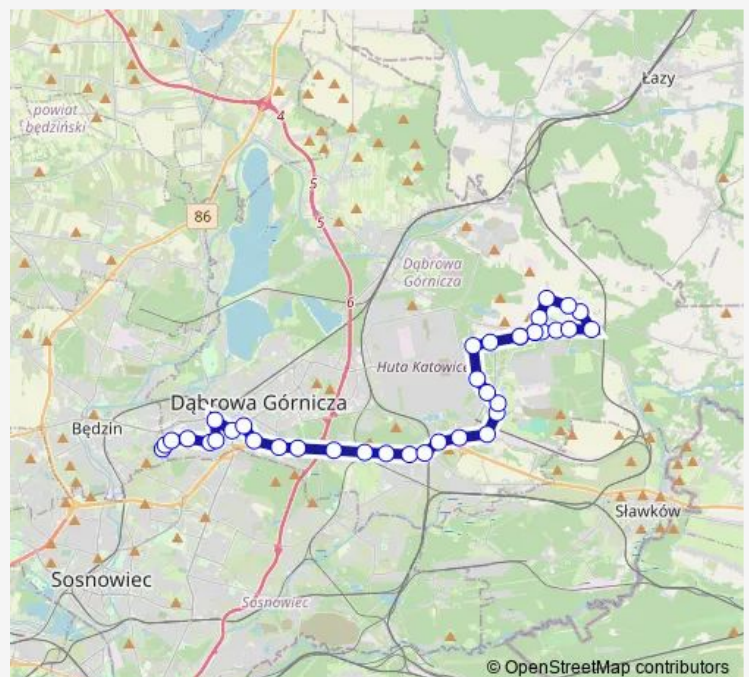 Łazy
powiat
będziński
4
5
86
5
Dąbrowa
Górnicza
6
Huta Katowice
Dąbrowa Górnicza
Będzin
Sławków
Sosnowiec
Sosnowiec
© OpenStreetMap contributors